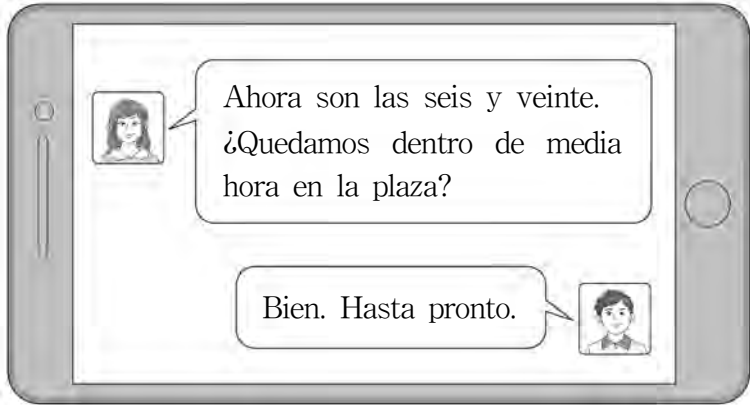 Ahora son las seis y veinte.
¿Quedamos dentro de media
hora en la plaza?
Bien. Hasta pronto.